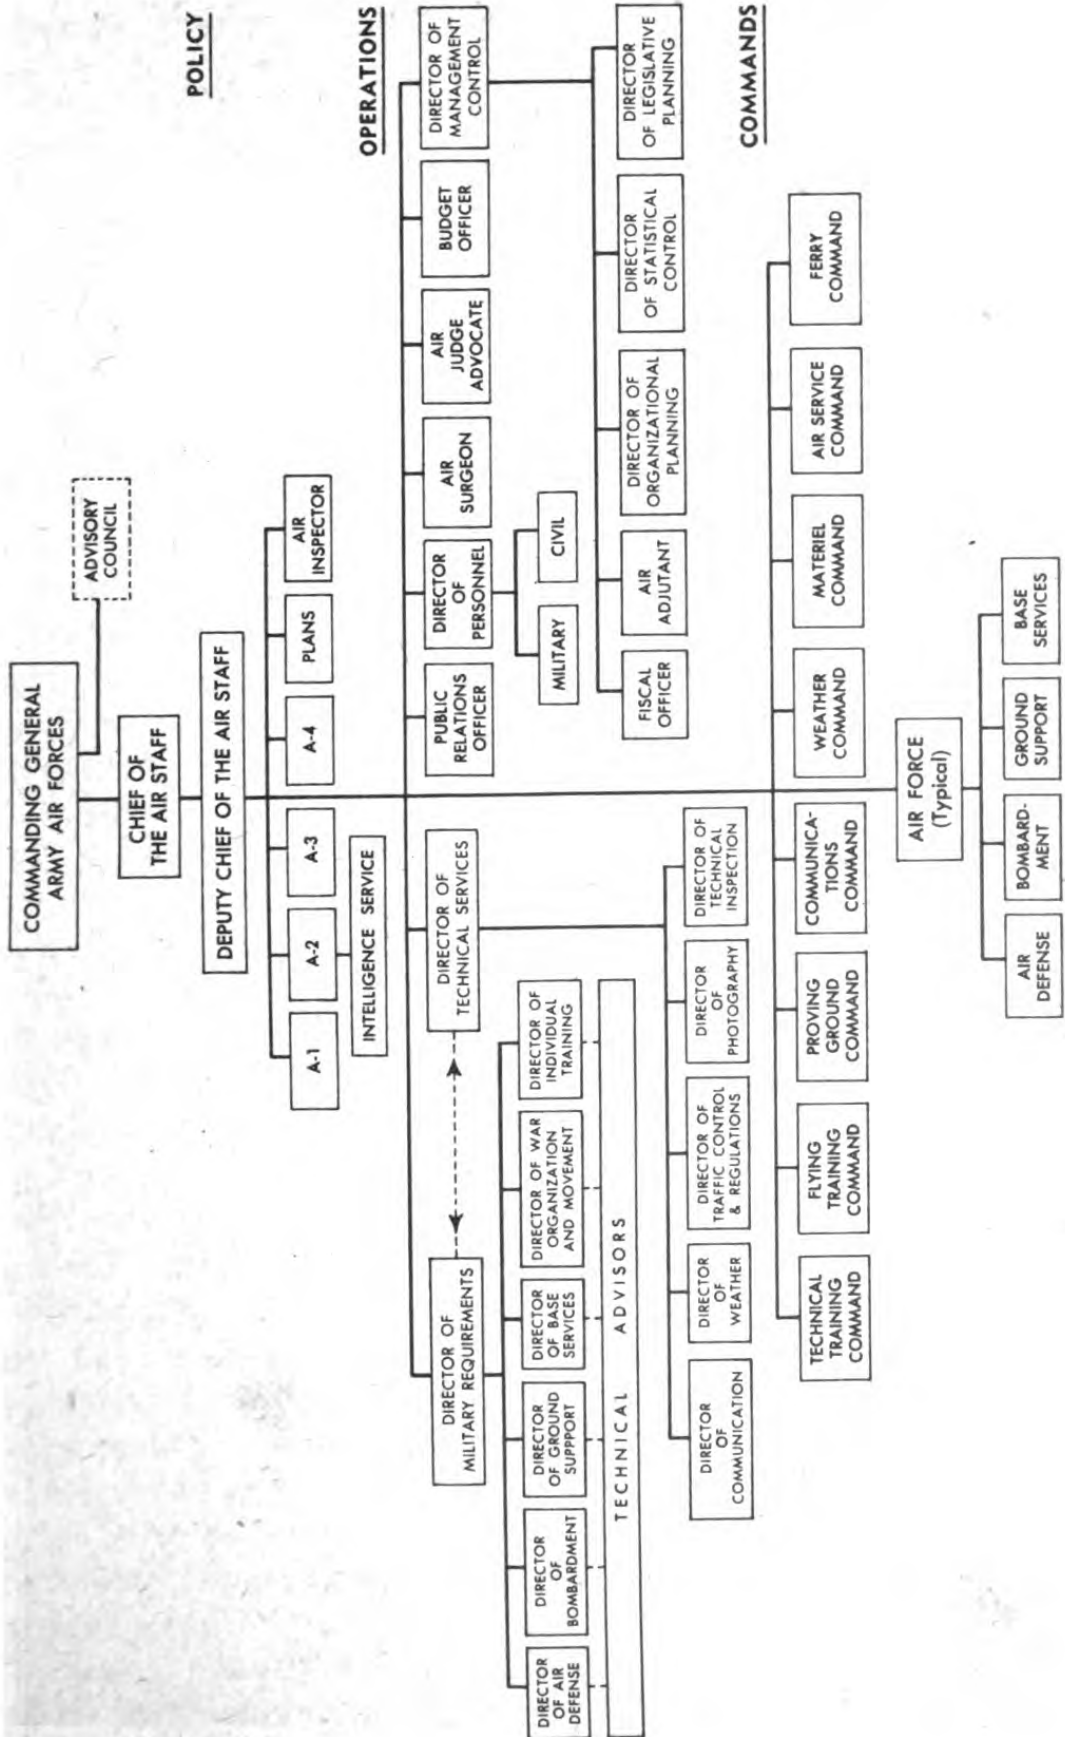 COMMANDING GENERAL
ARMY AIR FORCES
ADVISORY
COUNCIL
CHIEF OF
THE AIR STAFF
POLICY
DEPUTY CHIEF OF THE AIR STAFF
A-1
A-2
A-3
A-4
PLANS
AIR
INSPECTOR
INTELLIGENCE SERVICE
OPERATIONS
DIRECTOR OF
MILITARY REQUIREMENTS
DIRECTOR OF
TECHNICAL SERVICES
PUBLIC
RELATIONS
OFFICER
DIRECTOR
OF
PERSONNEL
AIR
SURGEON
AIR
JUDGE
ADVOCATE
BUDGET
OFFICER
DIRECTOR OF
MANAGEMENT
CONTROL
MILITARY
CIVIL
DIRECTOR
OF AIR
DEFENSE
DIRECTOR
OF
BOMBARDMENT
DIRECTOR
OF GROUND
SUPPPORT
DIRECTOR
OF BASE
SERVICES
DIRECTOR OF WAR
ORGANIZATION
AND MOVEMENT
DIRECTOR OF
INDIVIDUAL
TRAINING
TECHNICAL ADVISORS
FISCAL
OFFICER
AIR
ADJUTANT
DIRECTOR OF
ORGANIZATIONAL
PLANNING
DIRECTOR
OF STATISTICAL
CONTROL
DIRECTOR
OF LEGISLATIVE
PLANNING
DIRECTOR
OF
COMMUNICATION
DIRECTOR
OF
WEATHER
DIRECTOR OF
TRAFFIC CONTROL
& REGULATIONS
DIRECTOR
OF
PHOTOGRAPHY
DIRECTOR OF
TECHNICAL
INSPECTION
COMMANDS
TECHNICAL
TRAINING
COMMAND
FLYING
TRAINING
COMMAND
PROVING
GROUND
COMMAND
COMMUNICA-
TIONS
COMMAND
WEATHER
COMMAND
MATERIEL
COMMAND
AIR SERVICE
COMMAND
FERRY
COMMAND
AIR FORCE
(Typical)
AIR
DEFENSE
BOMBARD-
MENT
GROUND
SUPPORT
BASE
SERVICES